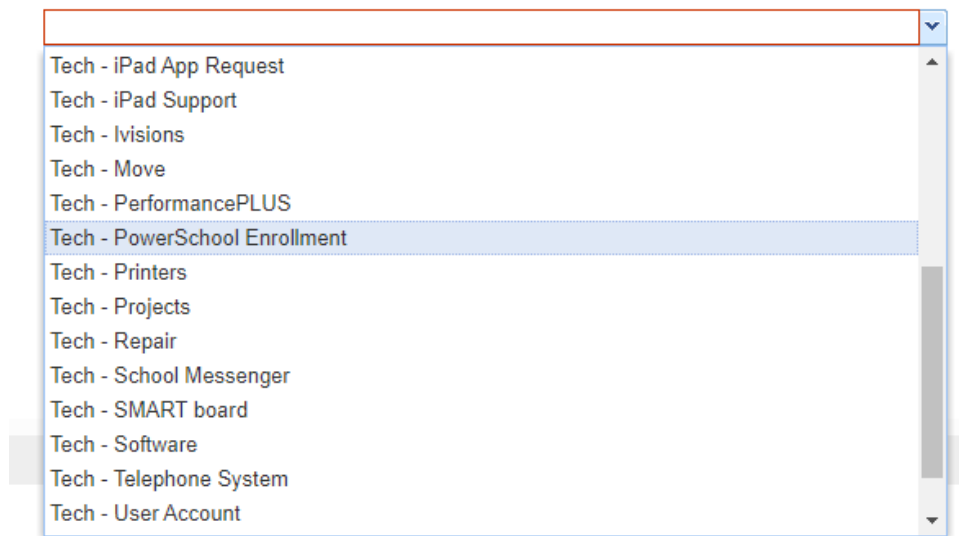 Tech - iPad App Request
Tech - iPad Support
Tech - Ivisions
Tech - Move
Tech - PerformancePLUS
Tech - PowerSchool Enrollment
Tech - Printers
Tech - Projects
Tech - Repair
Tech - School Messenger
Tech - SMART board
Tech - Software
Tech - Telephone System
Tech - User Account